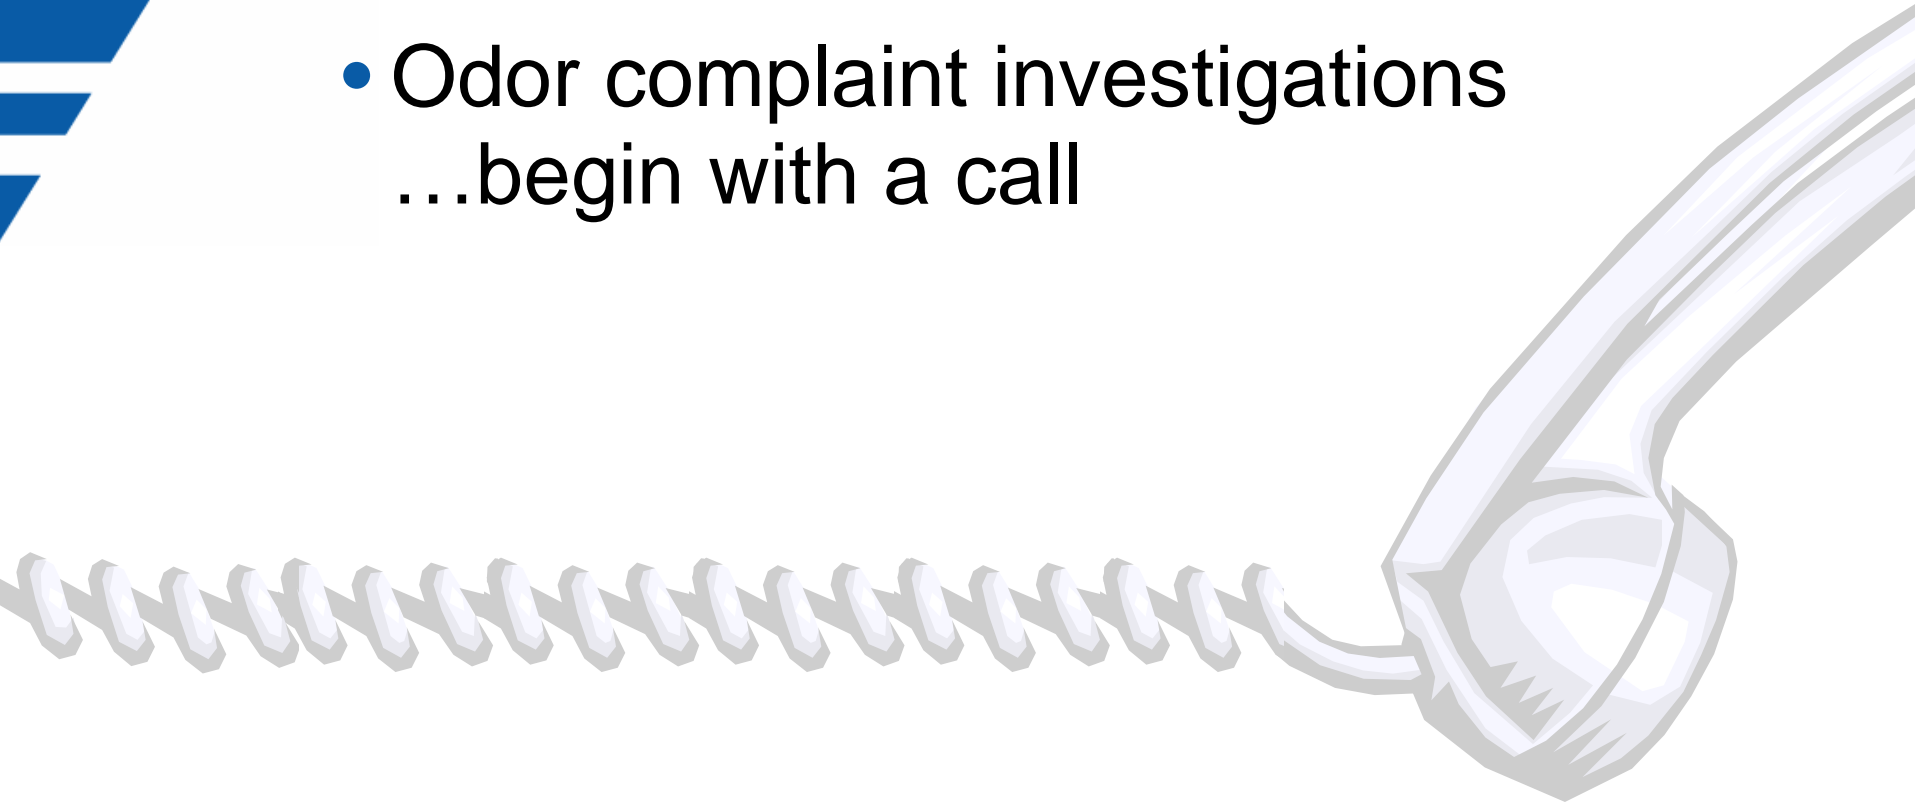 • Odor complaint investigations
…begin with a call